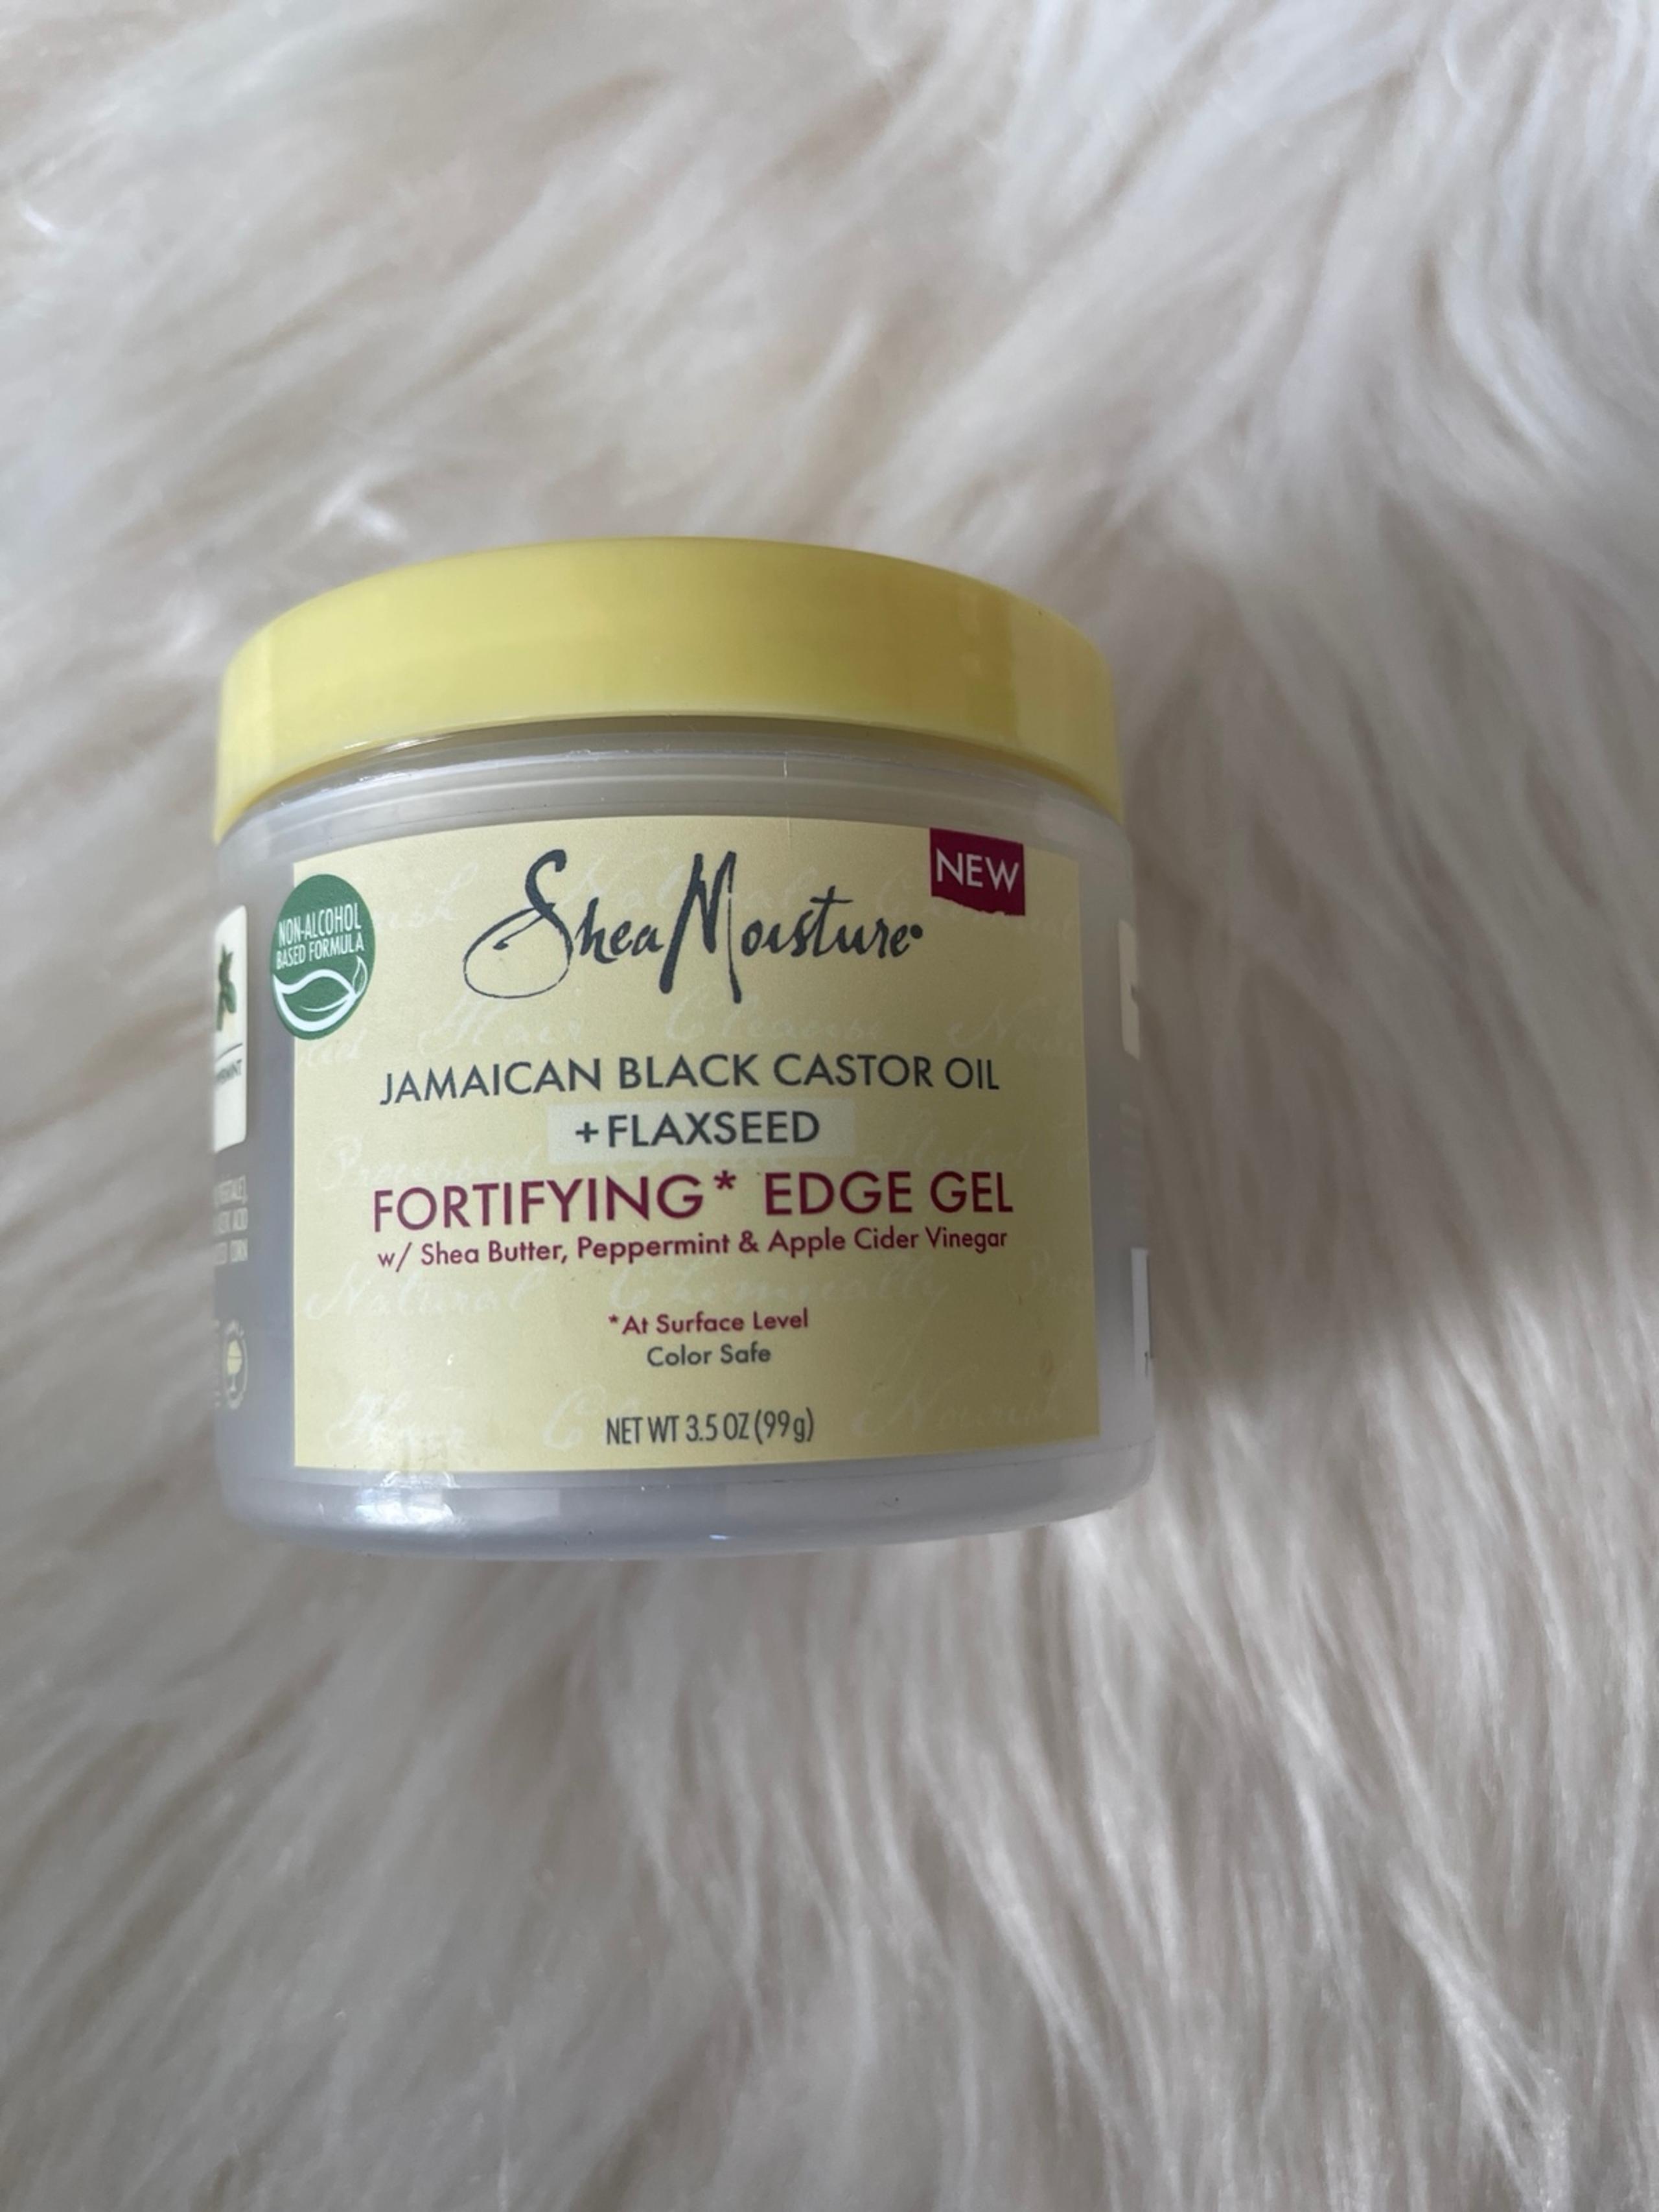 NON-ALCOHOL
BASED FORMULA
SheaMoisture
NEW
JAMAICAN BLACK CASTOR OIL
+FLAXSEED
FORTIFYING* EDGE GEL
w/ Shea Butter, Peppermint & Apple Cider Vinegar
*At Surface Level
Color Safe
NET WT 3.5 OZ (99g)